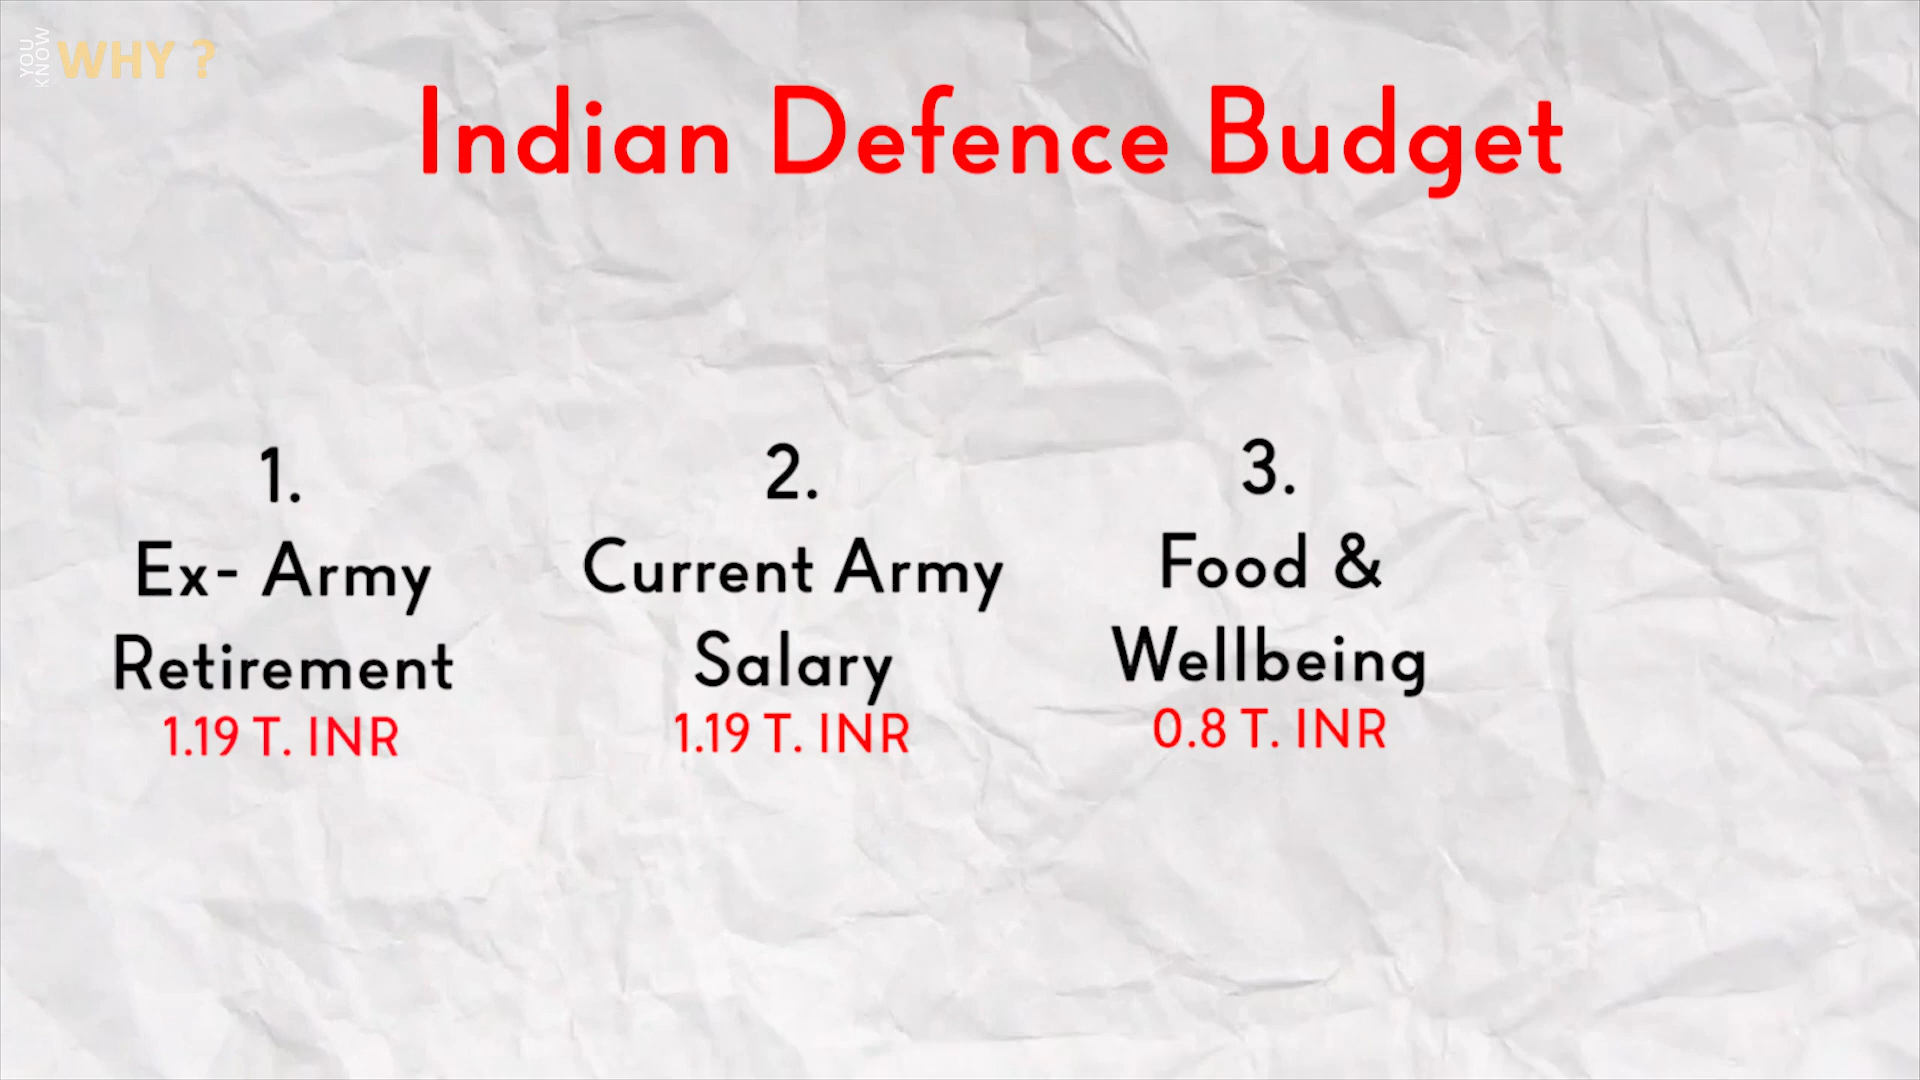 YOU
KNOW
WHY ?
Indian Defence Budget
1.
Ex- Army
Retirement
1.19 T. INR
2.
Current Army
Salary
1.19 T. INR
3.
Food &
Wellbeing
0.8 T. INR